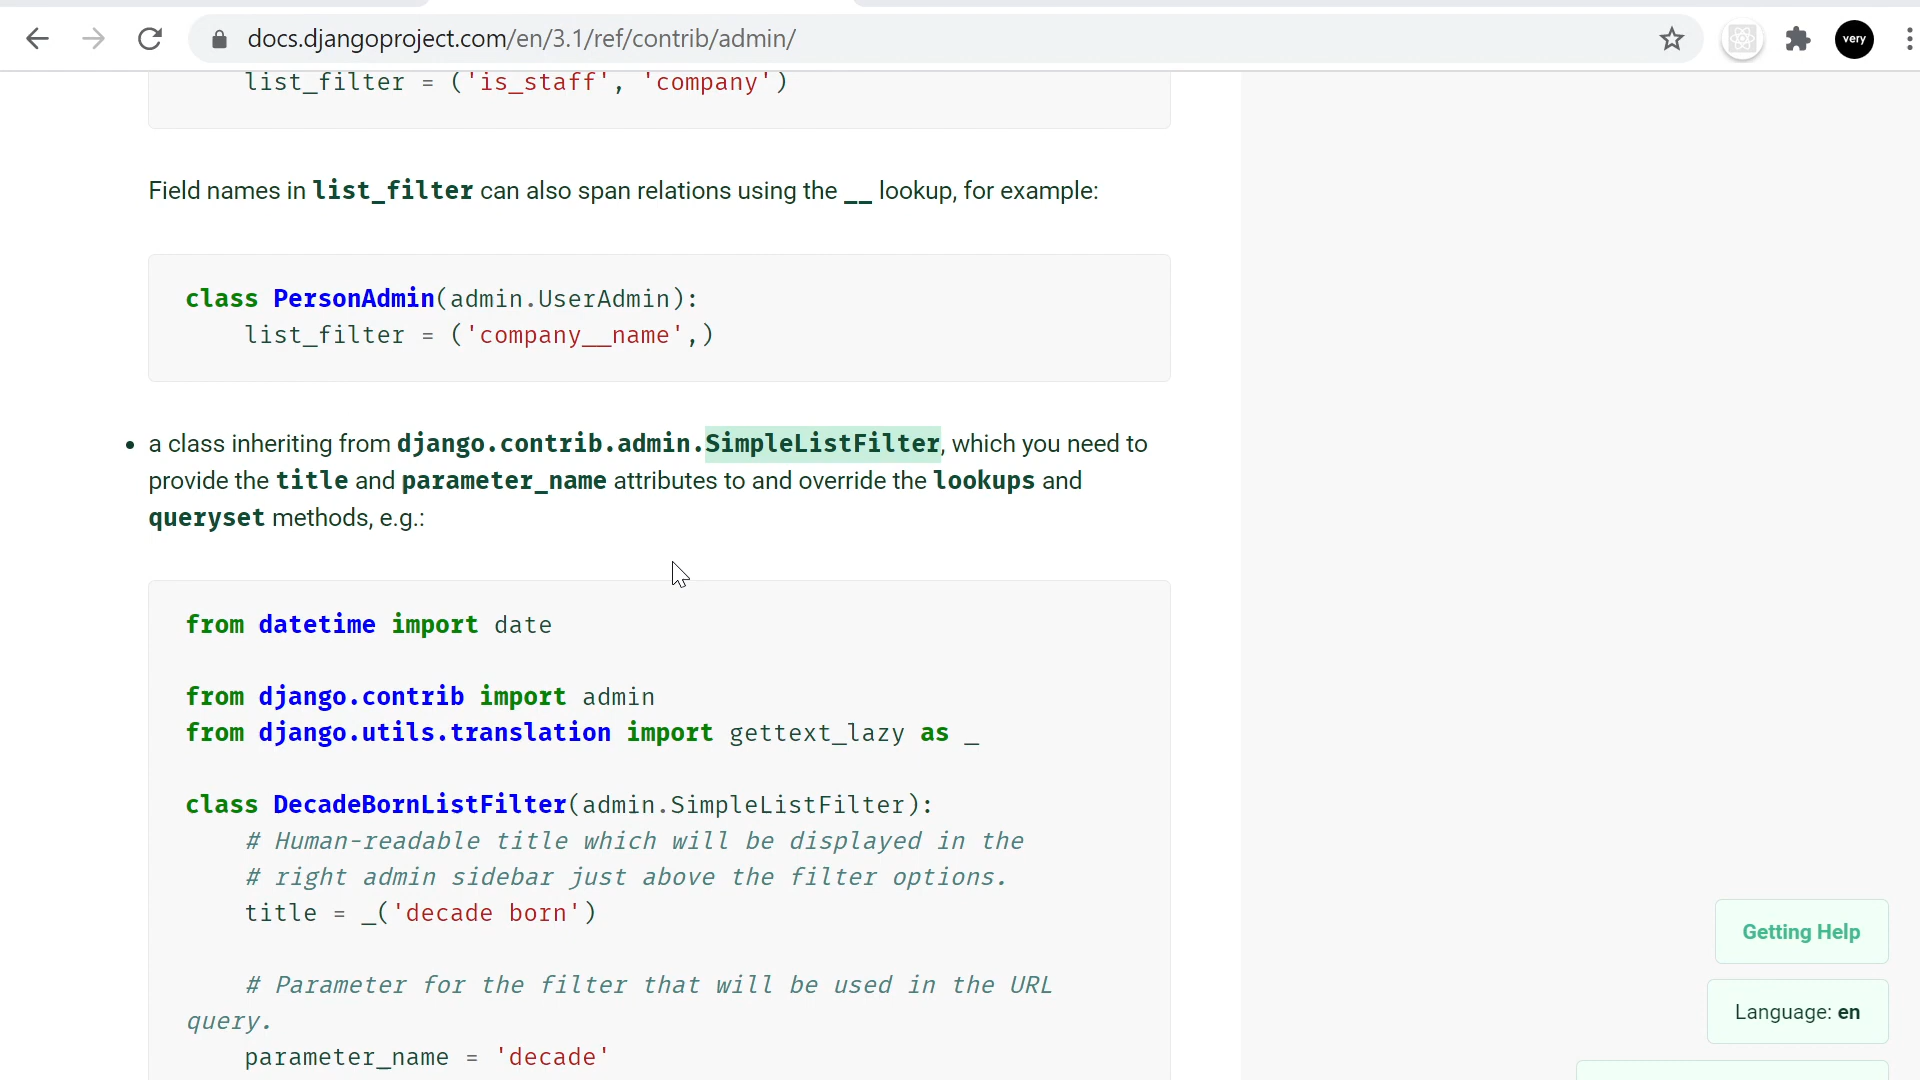 docs.djangoproject.com/en/3.1/ref/contrib/admin/
very
list_filter = ('is_staff', 'company')
Field names in list_filter can also span relations using the __ lookup, for example:
class PersonAdmin(admin.UserAdmin):
list_filter = ('company__name',)
• a class inheriting from django.contrib.admin.SimpleListFilter, which you need to
provide the title and parameter_name attributes to and override the lookups and
queryset methods, e.g.:
from datetime import date
from django.contrib import admin
from django.utils.translation import gettext_lazy as _
class DecadeBornListFilter(admin.SimpleListFilter):
# Human-readable title which will be displayed in the
# right admin sidebar just above the filter options.
title = _('decade born')
# Parameter for the filter that will be used in the URL
query.
parameter_name = 'decade'
Getting Help
Language: en